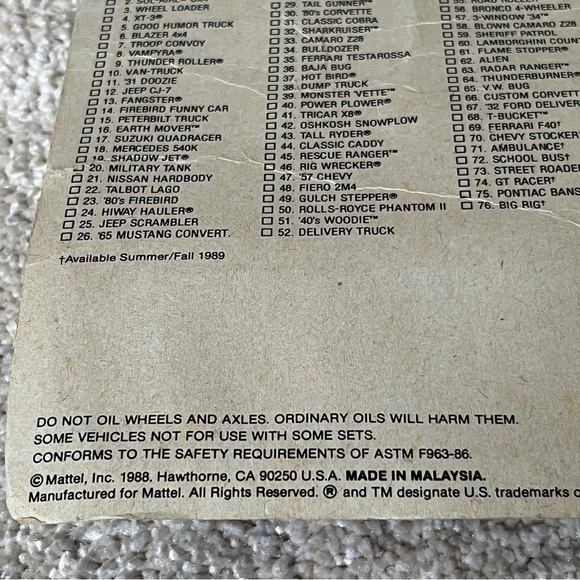 2. SOL-AIRE® CX4
3. WHEEL LOADER
4. XT-3®
5. GOOD HUMOR TRUCK
6. BLAZER 4x4
7. TROOP CONVOY
8. VAMPYRA®
9. THUNDER ROLLER®
10. VAN-TRUCK
11. '31 DOOZIE
12. JEEP CJ-7
13. FANGSTER®
14. FIREBIRD FUNNY CAR
15. PETERBILT TRUCK
16. EARTH MOVER™
17. SUZUKI QUADRACER
18. MERCEDES 540K
19. SHADOW JET®
20. MILITARY TANK
21. NISSAN HARDBODY
22. TALBOT LAGO
23. '80's FIREBIRD
24. HIWAY HAULER®
25. JEEP SCRAMBLER
26. '65 MUSTANG CONVERT.
29. TAIL GUNNER™
30. '80's CORVETTE
31. CLASSIC COBRA
32. SHARKRUISER™
33. CAMARO Z28
34. BULLDOZER
35. FERRARI TESTAROSSA
36. BAJA BUG
37. HOT BIRD®
38. DUMP TRUCK
39. MONSTER 'VETTE™
40. POWER PLOWER®
41. TRICAR X8®
42. OSHKOSH SNOWPLOW
43. TALL RYDER®
44. CLASSIC CADDY
45. RESCUE RANGER™
46. RIG WRECKER®
47. '57 CHEVY
48. FIERO 2M4
49. GULCH STEPPER®
50. ROLLS-ROYCE PHANTOM II
51. '40's WOODIE™
52. DELIVERY TRUCK
55. ROAD ROLLER
56. BRONCO 4-WHEELER
57. 3-WINDOW '34™
58. BLOWN CAMARO Z28
59. SHERIFF PATROL
60. LAMBORGHINI COUNT
61. FLAME STOPPER®
62. ALIEN
63. RADAR RANGER™
64. THUNDERBURNER®
65. V.W. BUG
66. CUSTOM CORVETT
67. '32 FORD DELIVER
68. T-BUCKET™
69. FERRARI F40†
70. CHEVY STOCKER
71. AMBULANCE†
72. SCHOOL BUS†
73. STREET ROADE
74. GT RACER†
75. PONTIAC BANS
76. BIG RIG†
†Available Summer/Fall 1989
DO NOT OIL WHEELS AND AXLES. ORDINARY OILS WILL HARM THEM.
SOME VEHICLES NOT FOR USE WITH SOME SETS.
CONFORMS TO THE SAFETY REQUIREMENTS OF ASTM F963-86.
©Mattel, Inc. 1988. Hawthorne, CA 90250 U.S.A. MADE IN MALAYSIA.
Manufactured for Mattel. All Rights Reserved. ® and TM designate U.S. trademarks o